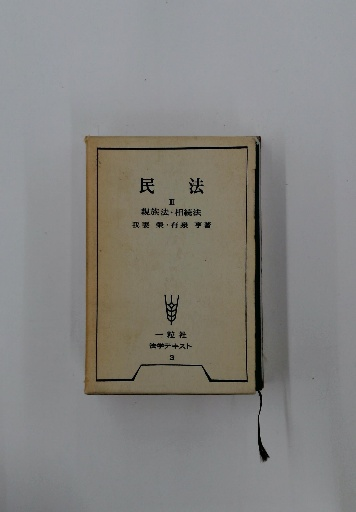 民法
III
親族法・相続法
我妻 榮・有泉 亨著
一粒社
法学テキスト
3